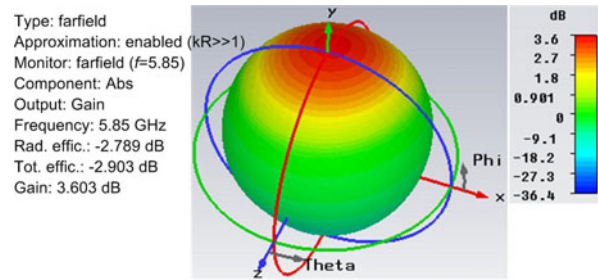 Type: farfield
Approximation: enabled (kR>>1)
Monitor: farfield (f=5.85)
Component: Abs
Output: Gain
Frequency: 5.85 GHz
Rad. effic.: -2.789 dB
Tot. effic.: -2.903 dB
Gain: 3.603 dB
y
Phi
x
z
Theta
dB
3.6
2.7
1.8
0.901
0
-9.1
-18.2
-27.3
-36.4